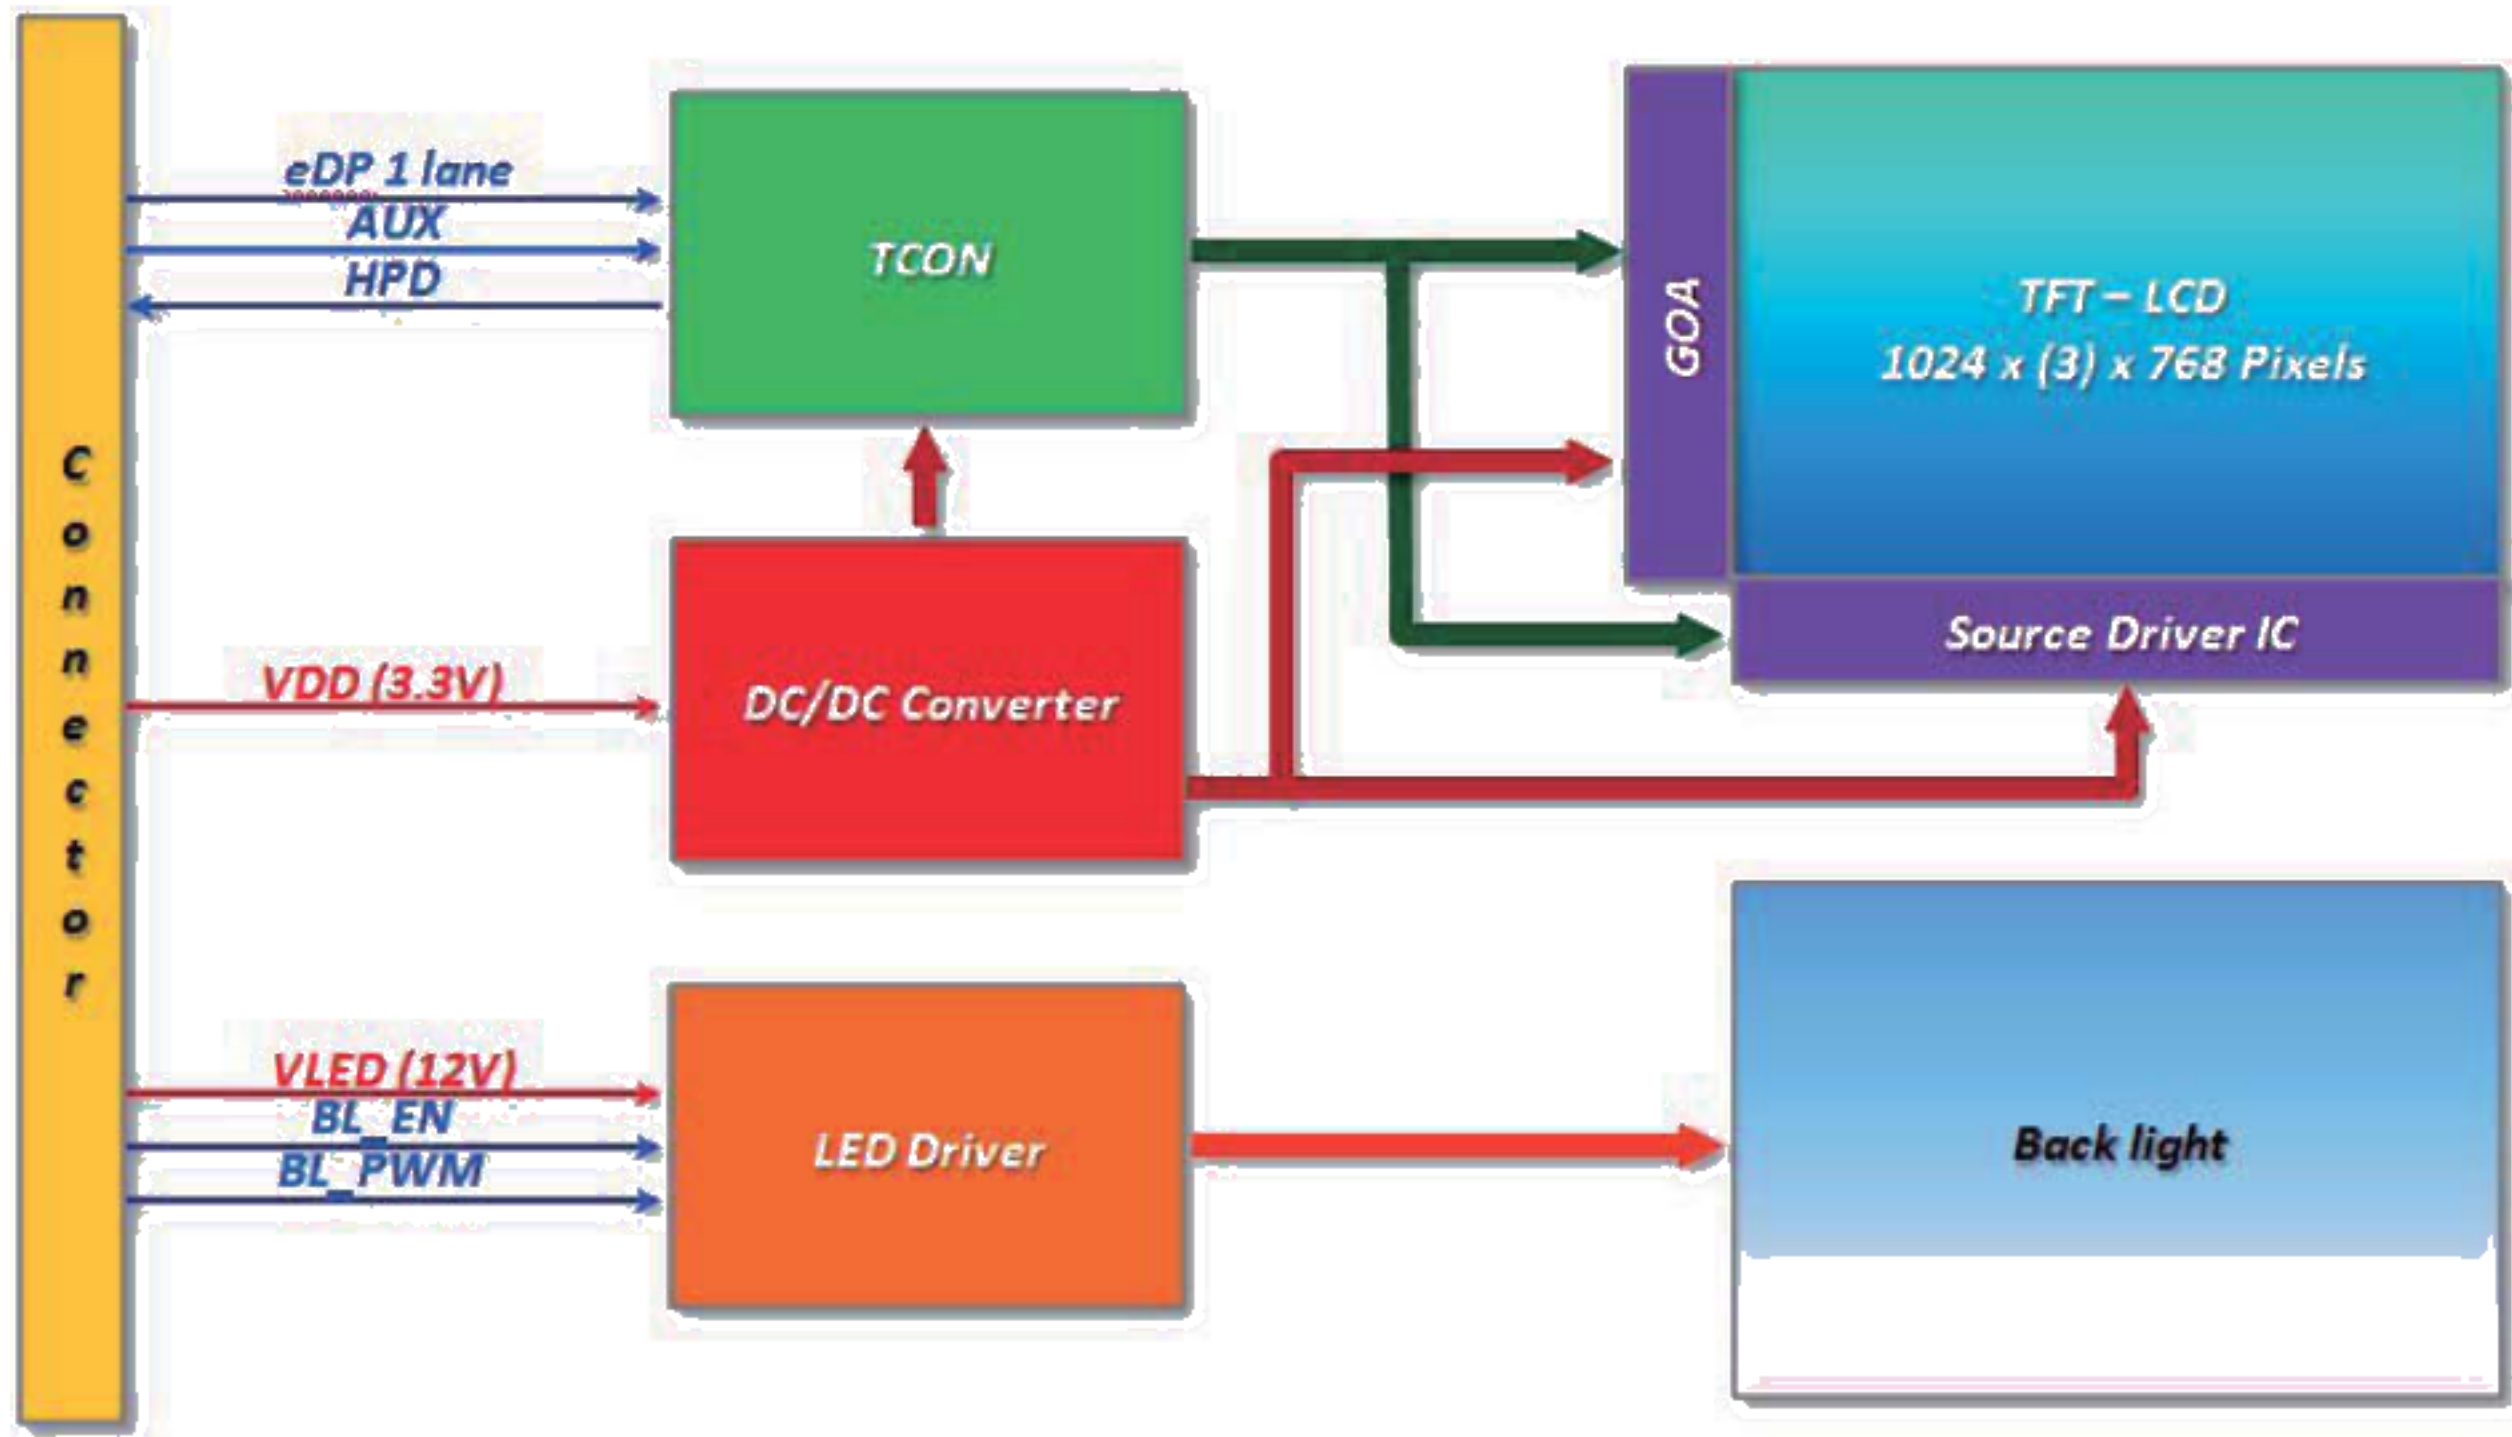 Connector
eDP 1 lane
AUX
HPD
VDD (3.3V)
VLED (12V)
BL_EN
BL_PWM
TCON
DC/DC Converter
LED Driver
GOA
TFT – LCD
1024 x (3) x 768 Pixels
Source Driver IC
Back light